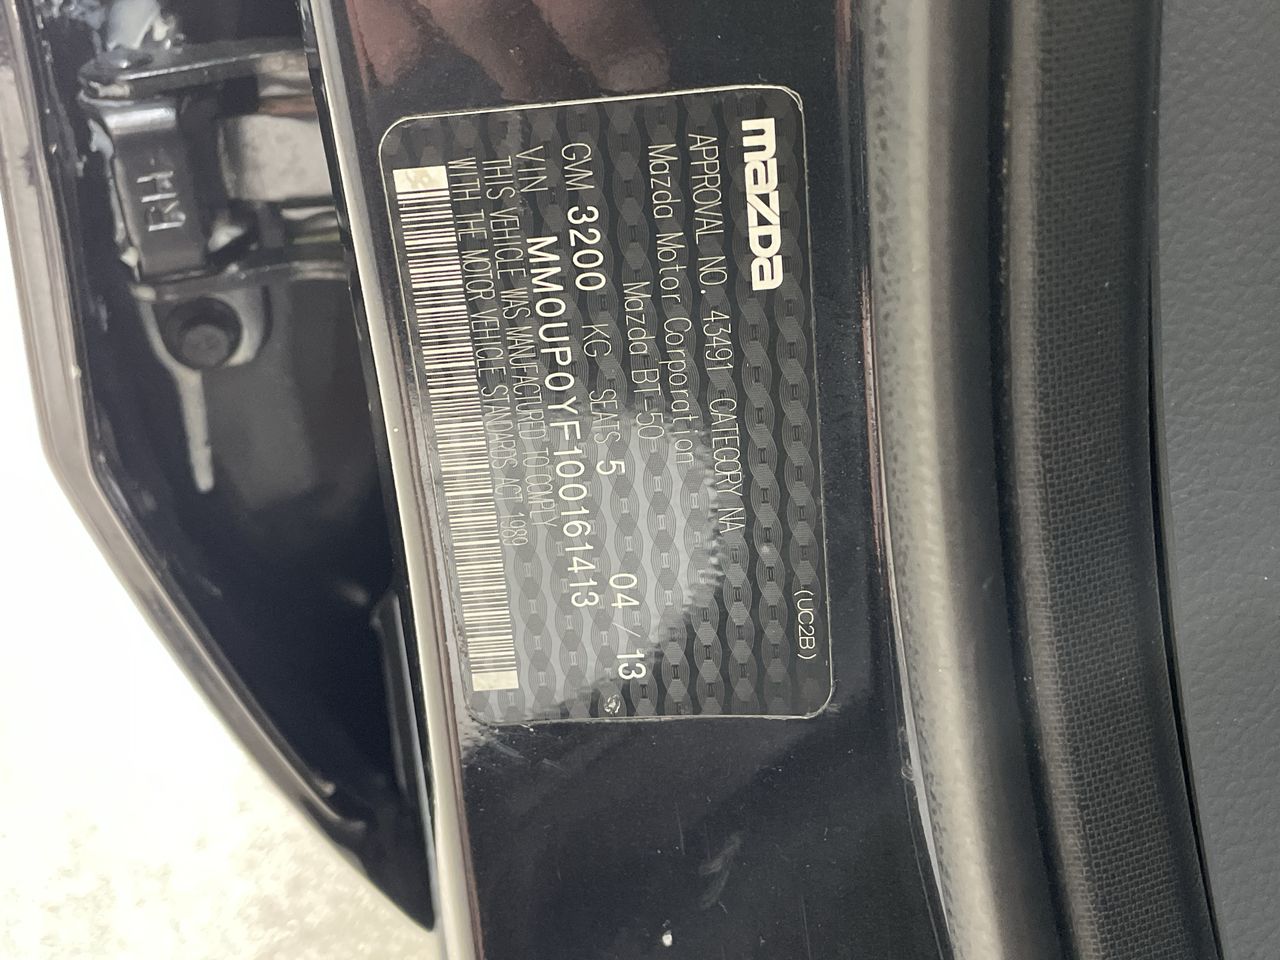 mazda
(UC2B)
APPROVAL NO. 43491 CATEGORY NA
Mazda Motor Corporation
Mazda BT-50
04 / 13
GVM 3200 KG SEATS 5
VIN MM0UP0YF100161413
THIS VEHICLE WAS MANUFACTURED TO COMPLY
WITH THE MOTOR VEHICLE STANDARDS ACT 1989
RH